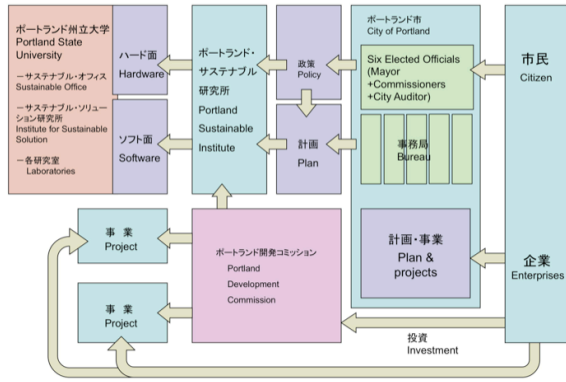 ポートランド州立大学
Portland State
University
－サステナブル・オフィス
Sustainable Office
－サステナブル・ソリュー
ション研究所
Institute for Sustainable
Solution
－各研究室
Laboratories
ハード面
Hardware
ソフト面
Software
ポートランド・
サステナブル
研究所
Portland
Sustainable
Institute
政策
Policy
計画
Plan
ポートランド市
City of Portland
Six Elected Officials
(Mayor
+Commissioners
+City Auditor)
事務局
Bureau
計画・事業
Plan &
projects
市民
Citizen
企業
Enterprises
事 業
Project
事 業
Project
ポートランド開発コミッション
Portland
Development
Commission
投資
Investment